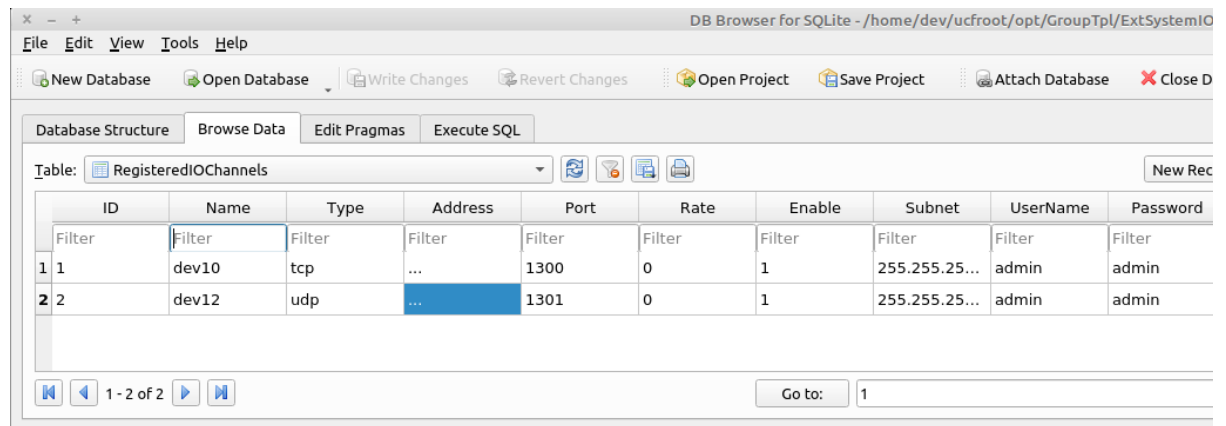 DB Browser for SQLite - /home/dev/ucfroot/opt/GroupTpl/ExtSystemIO
File Edit View Tools Help
New Database Open Database Write Changes Revert Changes Open Project Save Project Attach Database Close D
Database Structure Browse Data Edit Pragmas Execute SQL
Table: RegisteredIOChannels New Rec
ID Name Type Address Port Rate Enable Subnet UserName Password
Filter Filter Filter Filter Filter Filter Filter Filter Filter Filter
1 1 dev10 tcp ... 1300 0 1 255.255.25... admin admin
2 2 dev12 udp ... 1301 0 1 255.255.25... admin admin
1 - 2 of 2 Go to: 1